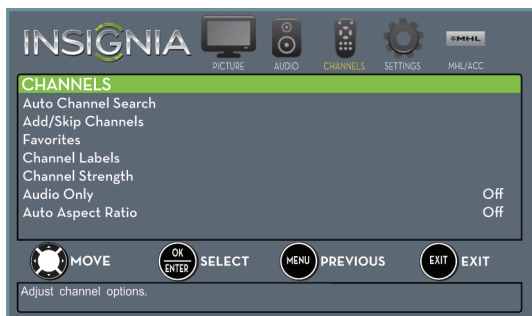 INSIGNIA
PICTURE AUDIO CHANNELS SETTINGS MHL/ACC
MHL
CHANNELS
Auto Channel Search
Add/Skip Channels
Favorites
Channel Labels
Channel Strength
Audio Only Off
Auto Aspect Ratio Off
MOVE OK ENTER SELECT MENU PREVIOUS EXIT EXIT
Adjust channel options.